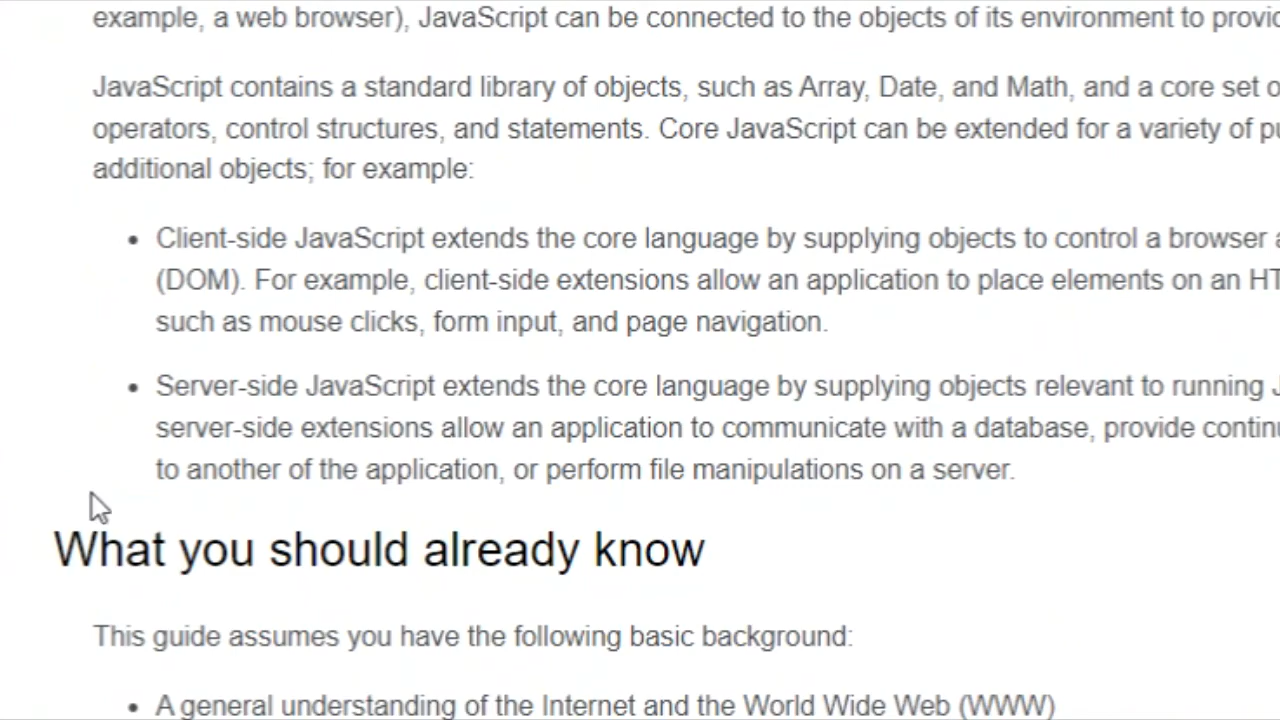 example, a web browser), JavaScript can be connected to the objects of its environment to
JavaScript contains a standard library of objects, such as Array, Date, and Math, and a core set
operators, control structures, and statements. Core JavaScript can be extended for a variety of
additional objects; for example:
• Client-side JavaScript extends the core language by supplying objects to control a browser
(DOM). For example, client-side extensions allow an application to place elements on an
such as mouse clicks, form input, and page navigation.
• Server-side JavaScript extends the core language by supplying objects relevant to running
server-side extensions allow an application to communicate with a database, provide
to another of the application, or perform file manipulations on a server.
What you should already know
This guide assumes you have the following basic background:
• A general understanding of the Internet and the World Wide Web (WWW)